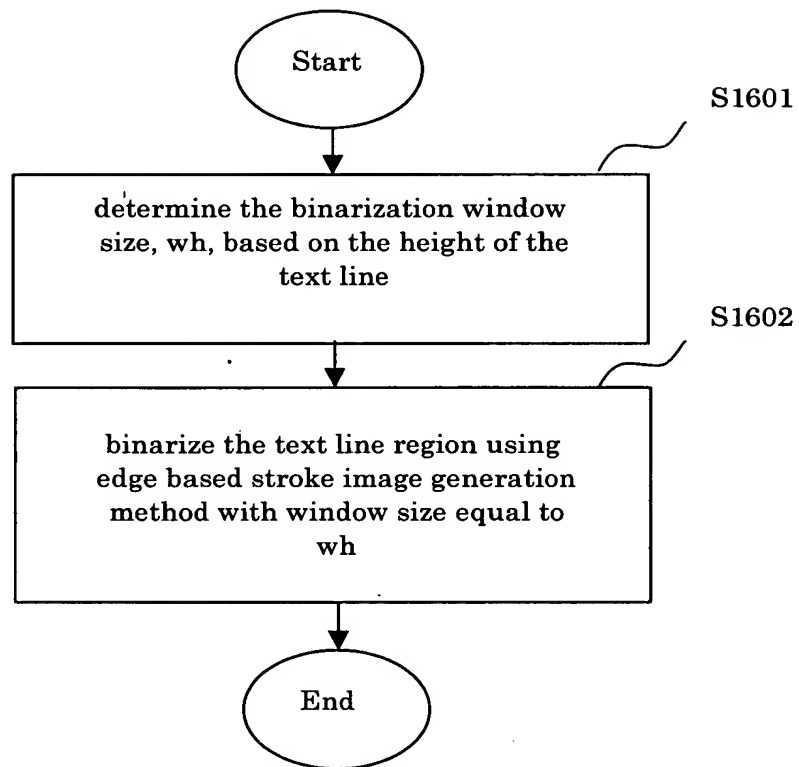 Start
S1601
determine the binarization window
size, wh, based on the height of the
text line
S1602
binarize the text line region using
edge based stroke image generation
method with window size equal to
wh
End